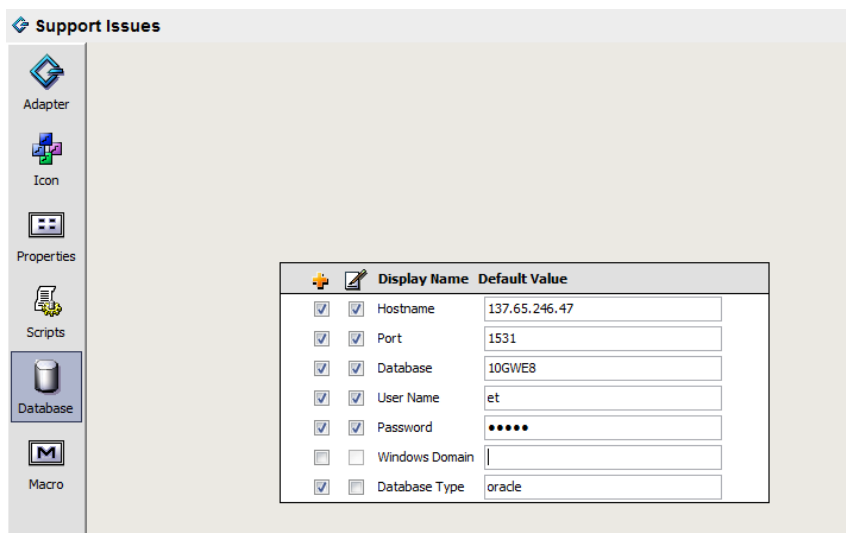 Support Issues
Adapter
Icon
Properties
Scripts
Database
M
Macro
Display Name Default Value
Hostname 137.65.246.47
Port 1531
Database 10GWE8
User Name et
Password •••••
Windows Domain
Database Type oracle